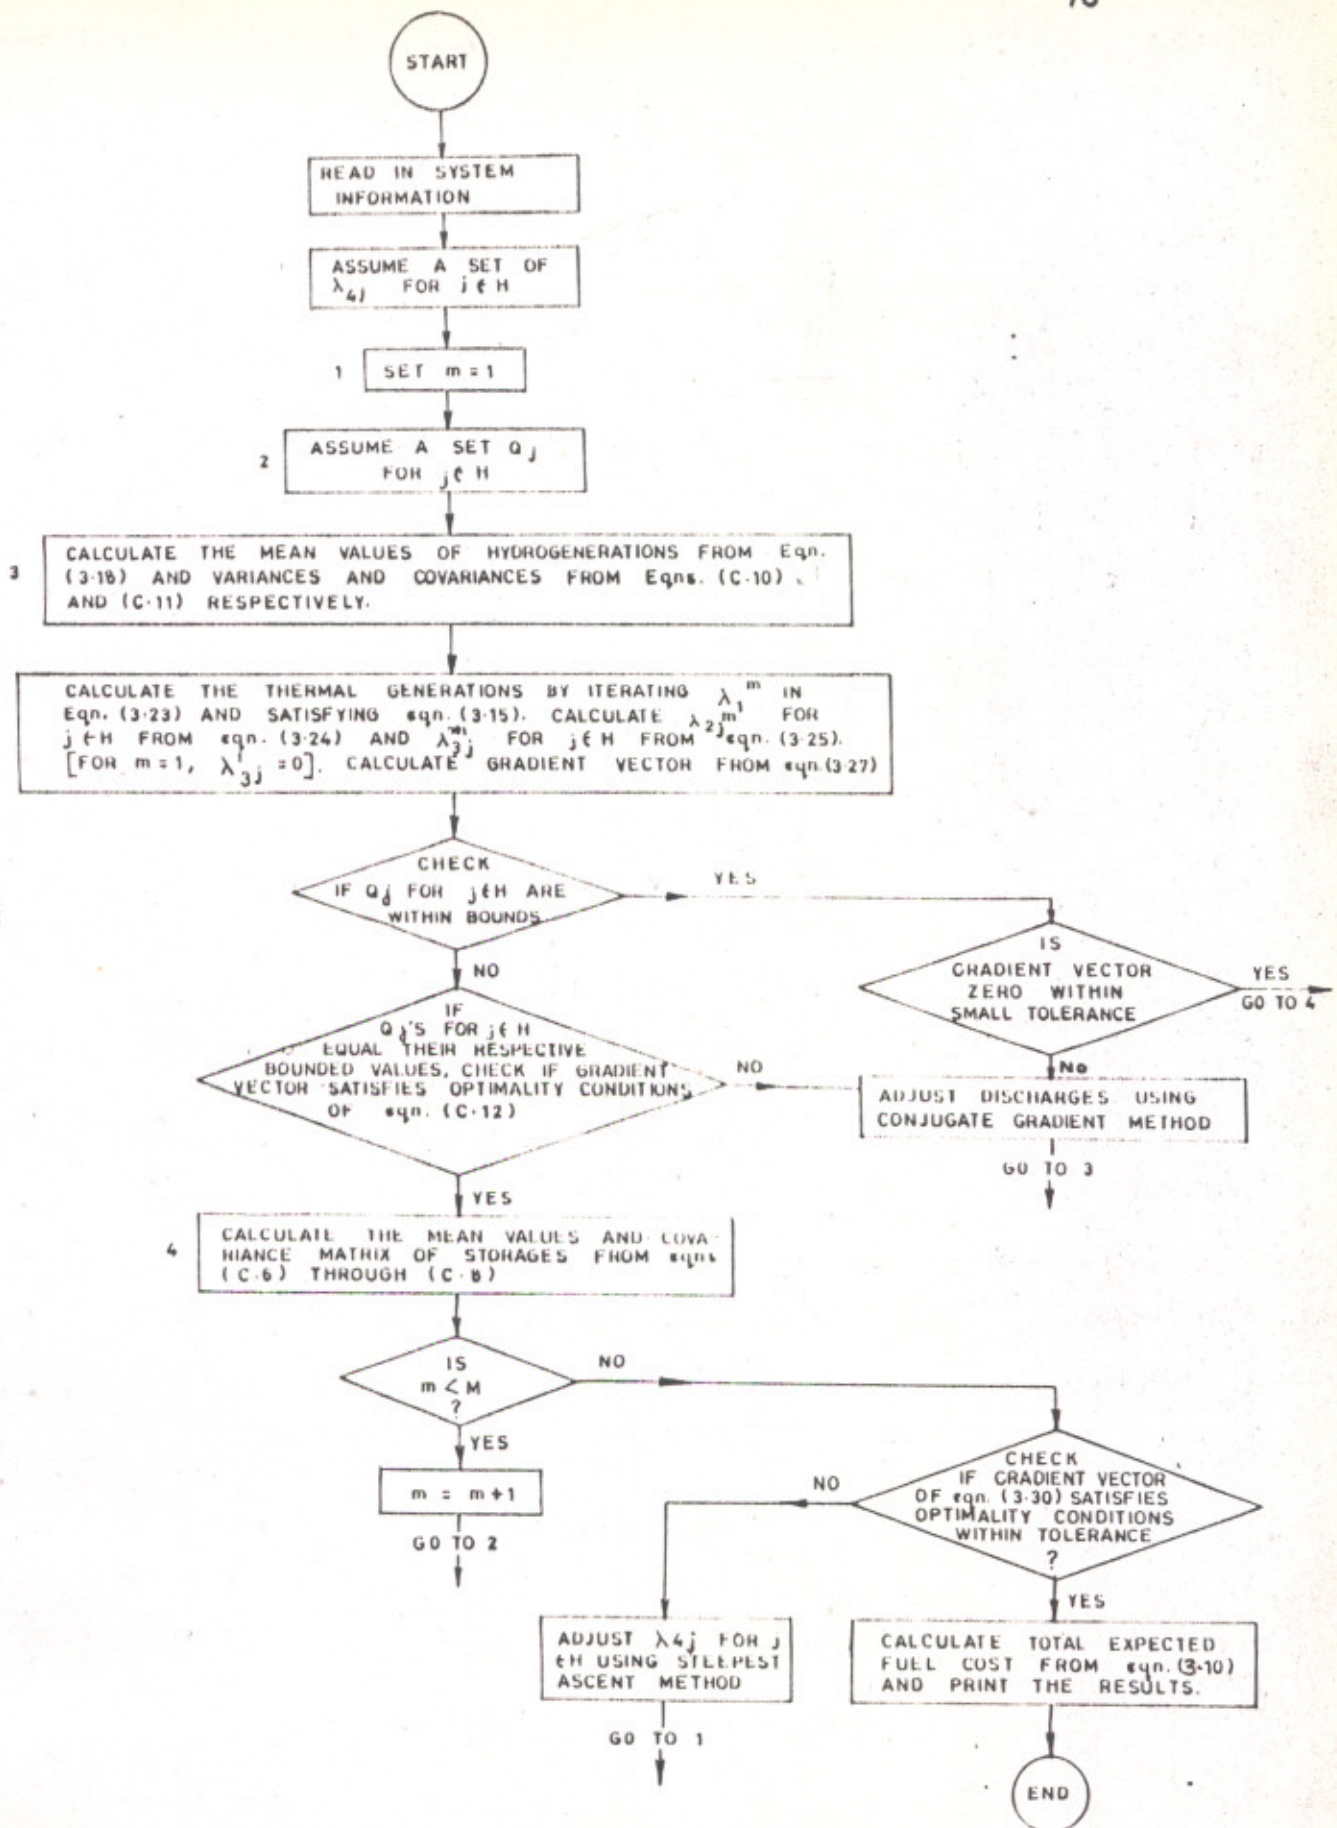 START
READ IN SYSTEM
INFORMATION
ASSUME A SET OF
λ4j FOR j ∈ H
1
SET m = 1
2
ASSUME A SET Qj
FOR j ∈ H
3
CALCULATE THE MEAN VALUES OF HYDROGENERATIONS FROM Eqn.
(3·18) AND VARIANCES AND COVARIANCES FROM Eqns. (C·10)
AND (C·11) RESPECTIVELY.
CALCULATE THE THERMAL GENERATIONS BY ITERATING λ1^m IN
Eqn. (3·23) AND SATISFYING eqn. (3·15). CALCULATE λ2j^m FOR
j ∈ H FROM eqn. (3·24) AND λ3j^m FOR j ∈ H FROM eqn. (3·25).
[FOR m = 1, λ3j^1 = 0]. CALCULATE GRADIENT VECTOR FROM eqn. (3·27)
CHECK
IF Qj FOR j ∈ H ARE
WITHIN BOUNDS
YES
NO
IS
GRADIENT VECTOR
ZERO WITHIN
SMALL TOLERANCE
YES
GO TO 4
IF
Qj'S FOR j ∈ H
EQUAL THEIR RESPECTIVE
BOUNDED VALUES, CHECK IF GRADIENT
VECTOR SATISFIES OPTIMALITY CONDITIONS
OF eqn. (C·12)
NO
NO
ADJUST DISCHARGES USING
CONJUGATE GRADIENT METHOD
GO TO 3
YES
4
CALCULATE THE MEAN VALUES AND COVA-
RIANCE MATRIX OF STORAGES FROM eqns
(C·6) THROUGH (C·8)
IS
m < M
?
NO
YES
m = m+1
GO TO 2
CHECK
IF GRADIENT VECTOR
OF eqn. (3·30) SATISFIES
OPTIMALITY CONDITIONS
WITHIN TOLERANCE
?
NO
YES
ADJUST λ4j FOR j
∈H USING STEEPEST
ASCENT METHOD
GO TO 1
CALCULATE TOTAL EXPECTED
FUEL COST FROM eqn. (3·10)
AND PRINT THE RESULTS.
END